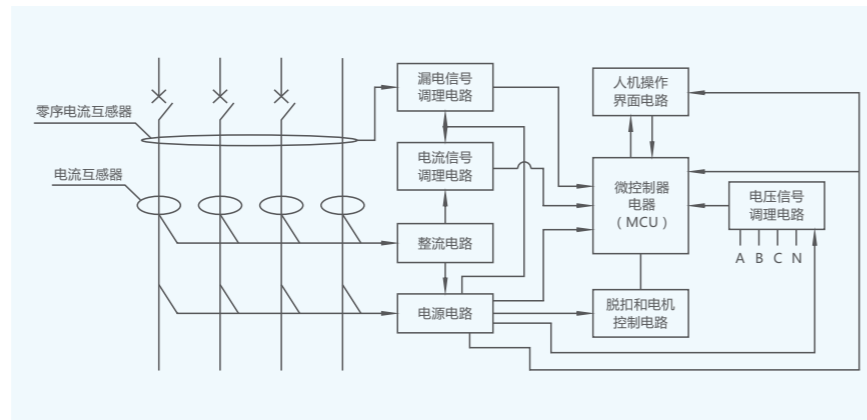 漏电信号
调理电路
人机操作
界面电路
零序电流互感器
电流信号
调理电路
电流互感器
微控制器
电器
(MCU)
电压信号
调理电路
整流电路
A B C N
电源电路
脱扣和电机
控制电路